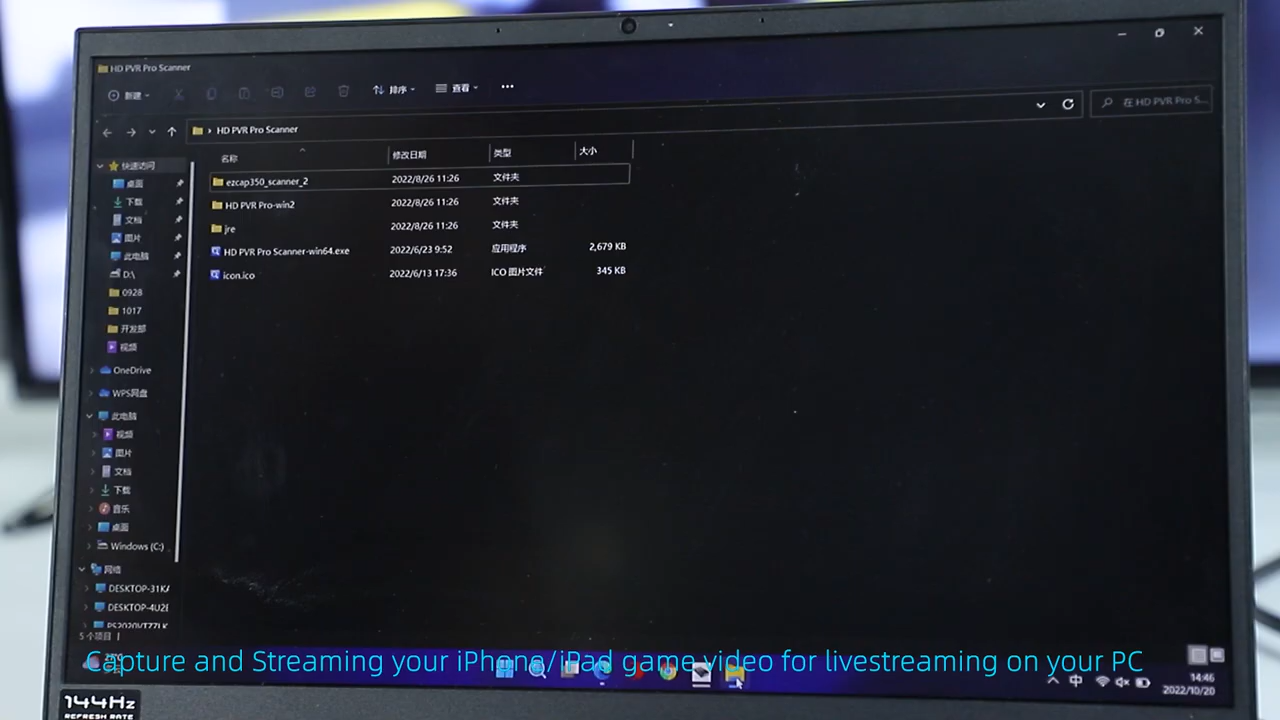 HD PVR Pro Scanner
新建
排序
查看
HD PVR Pro Scanner
在 HD PVR Pro S...
名称 修改日期 类型 大小
ezcap350_scanner_2 2022/8/26 11:26 文件夹
HD PVR Pro-win2 2022/8/26 11:26 文件夹
jre 2022/8/26 11:26 文件夹
HD PVR Pro Scanner-win64.exe 2022/6/23 9:52 应用程序 2,679 KB
icon.ico 2022/6/13 17:36 ICO 图片文件 345 KB
快速访问
桌面
下载
文档
图片
此电脑
D:\
0928
1017
开发部
视频
OneDrive
WPS网盘
此电脑
视频
图片
文档
下载
音乐
桌面
Windows (C:)
网络
DESKTOP-31KA
DESKTOP-4U2E
5 个项目
Capture and Streaming your iPhone/iPad game video for livestreaming on your PC
中
14:46
2022/10/20
144Hz
REFRESH RATE